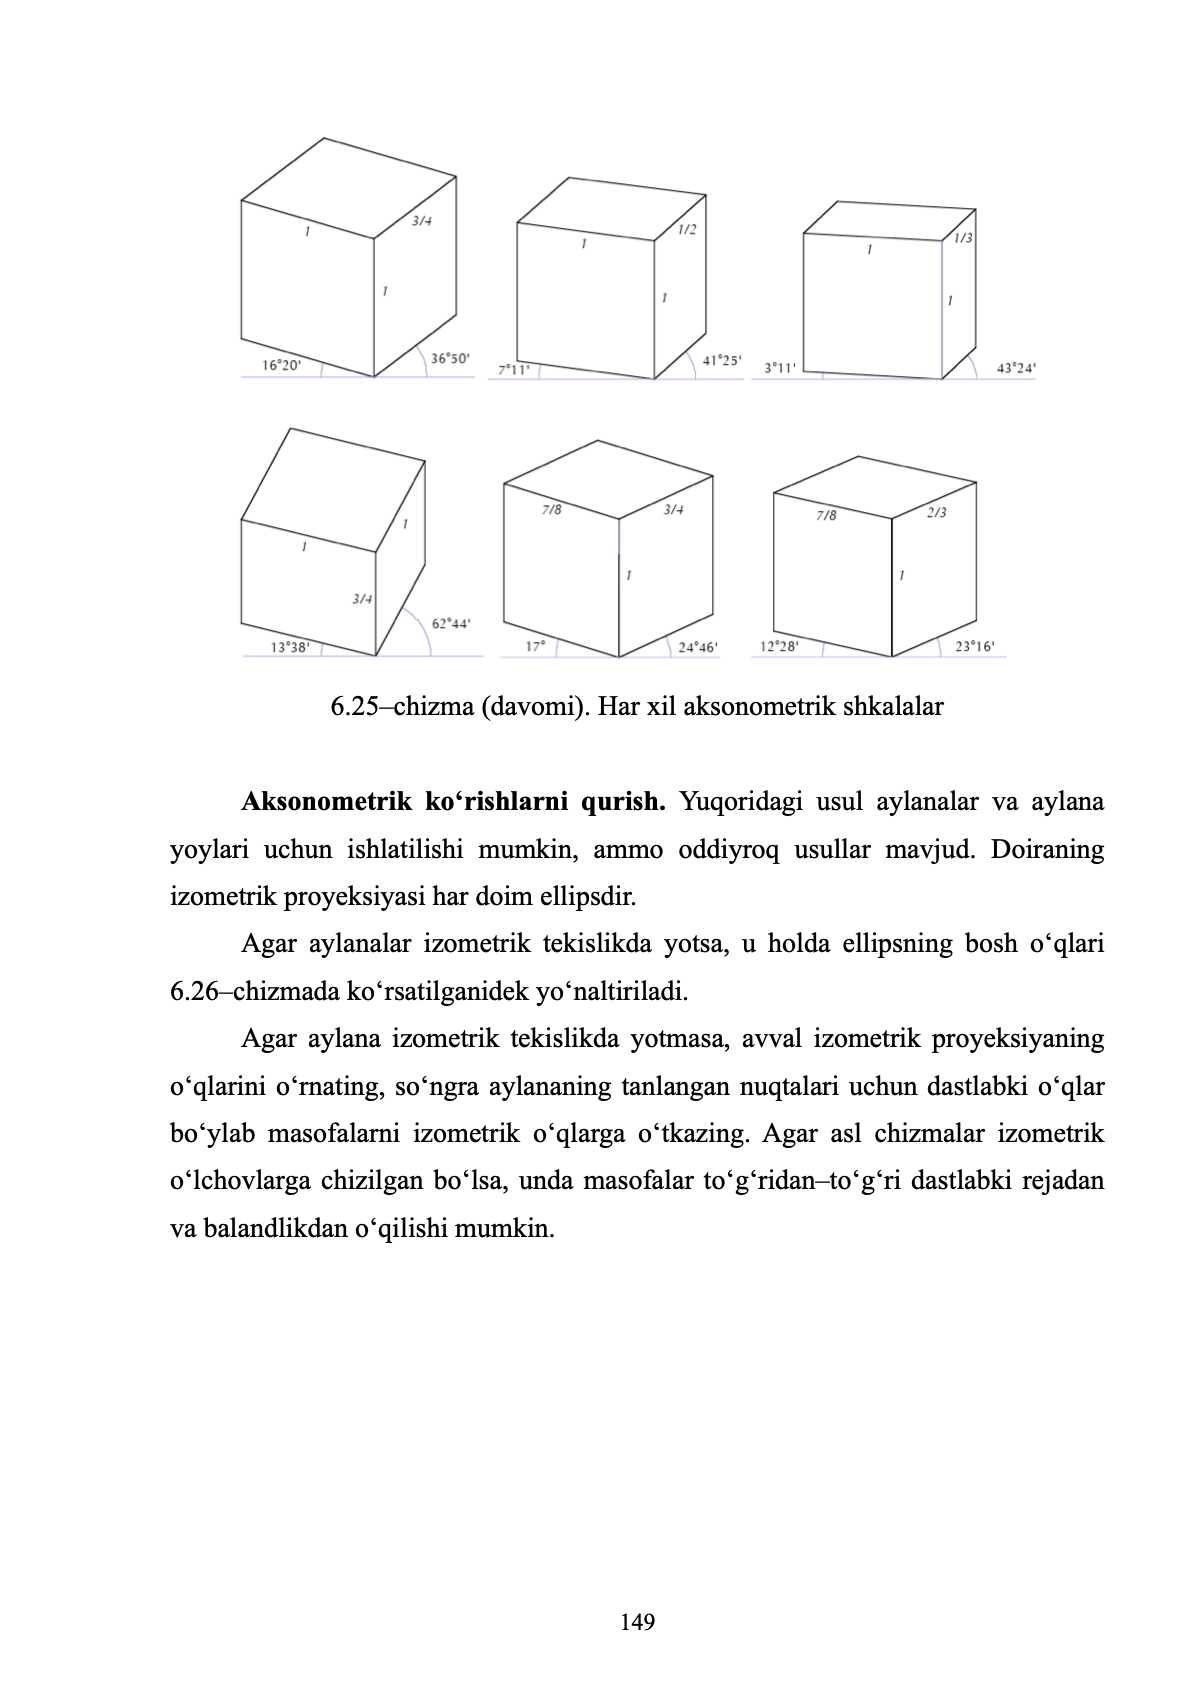 3/4
1
1
16°20'
36°50'
1/2
1
1
7°11'
41°25'
1/3
1
1
3°11'
43°24'
1
1
3/4
62°44'
13°38'
7/8
3/4
1
17°
24°46'
7/8
2/3
1
12°28'
23°16'
6.25–chizma (davomi). Har xil aksonometrik shkalalar
Aksonometrik ko‘rishlarni qurish. Yuqoridagi usul aylanalar va aylana
yoylari uchun ishlatilishi mumkin, ammo oddiyroq usullar mavjud. Doiraning
izometrik proyeksiyasi har doim ellipsdir.
Agar aylanalar izometrik tekislikda yotsa, u holda ellipsning bosh o‘qlari
6.26–chizmada ko‘rsatilganidek yo‘naltiriladi.
Agar aylana izometrik tekislikda yotmasa, avval izometrik proyeksiyaning
o‘qlarini o‘rnating, so‘ngra aylananing tanlangan nuqtalari uchun dastlabki o‘qlar
bo‘ylab masofalarni izometrik o‘qlarga o‘tkazing. Agar asl chizmalar izometrik
o‘lchovlarga chizilgan bo‘lsa, unda masofalar to‘g‘ridan–to‘g‘ri dastlabki rejadan
va balandlikdan o‘qilishi mumkin.
149